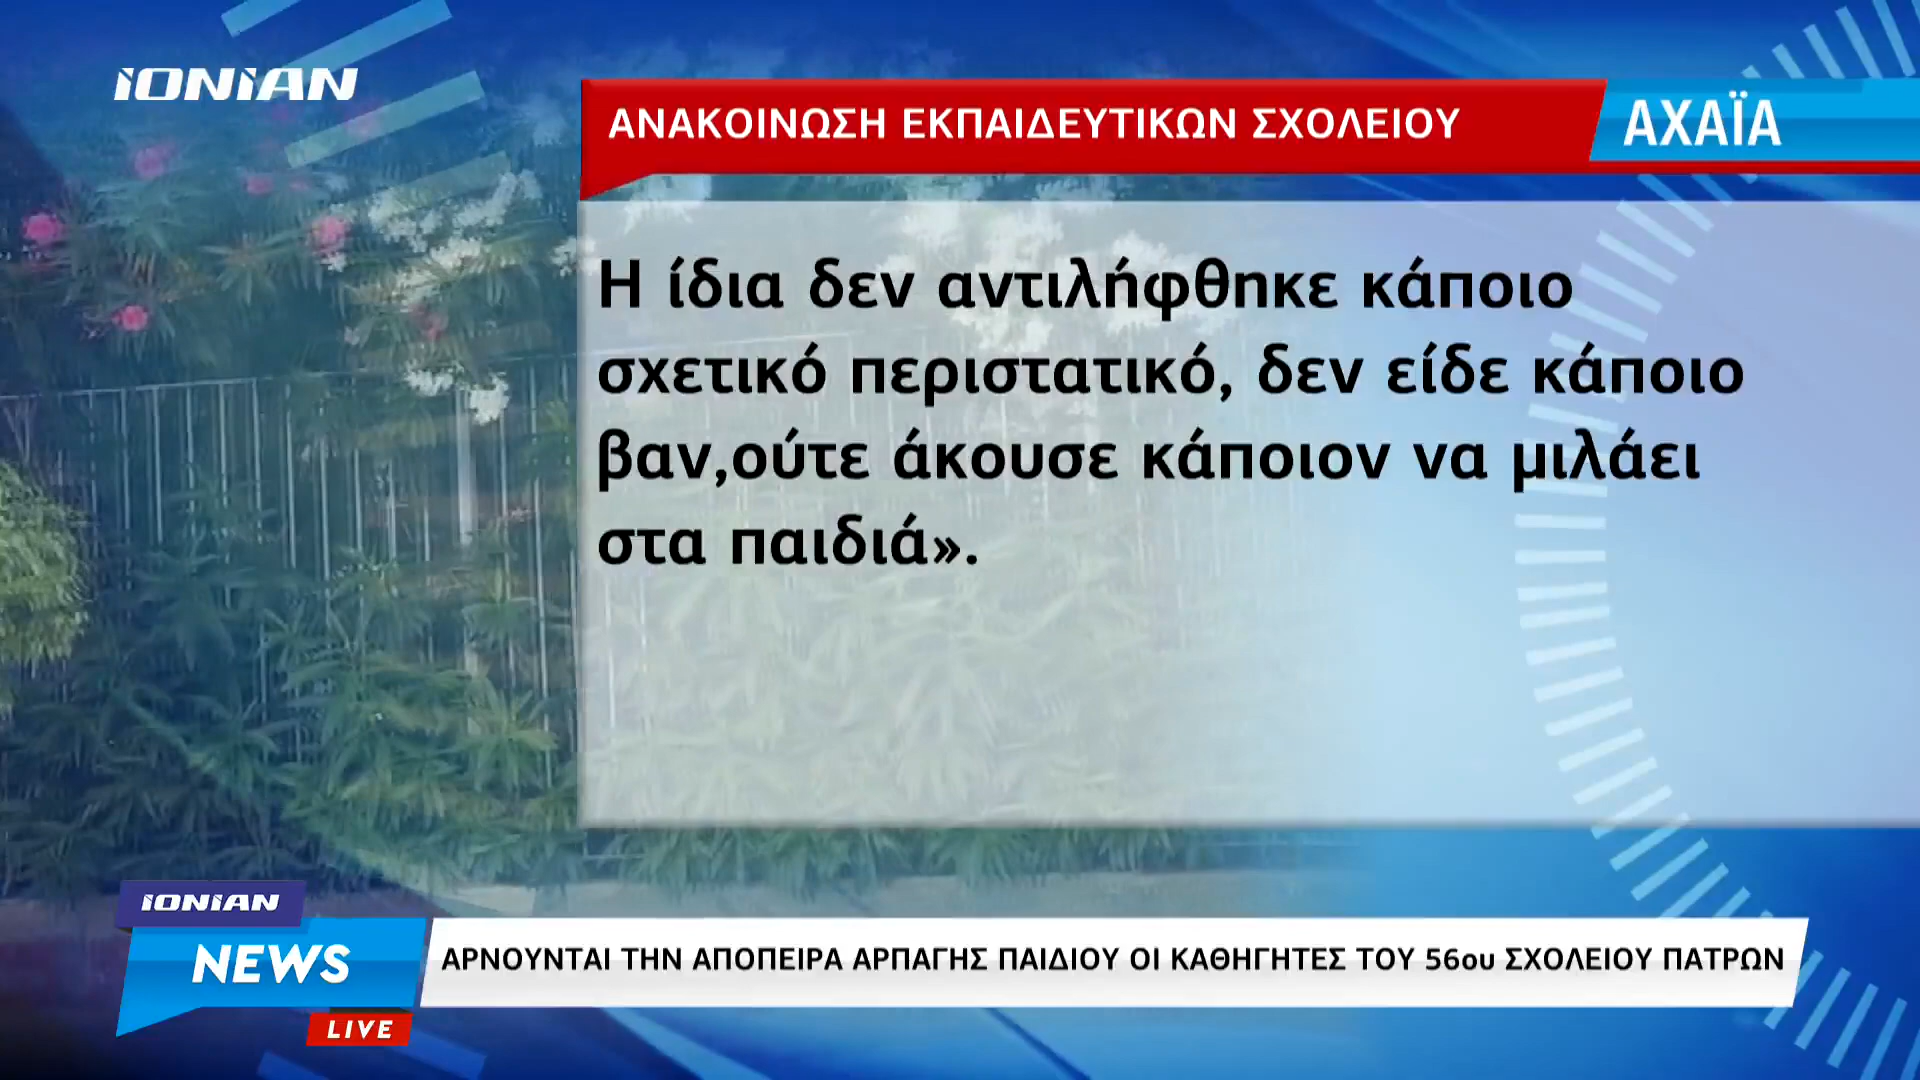 IONIAN
ΑΝΑΚΟΙΝΩΣΗ ΕΚΠΑΙΔΕΥΤΙΚΩΝ ΣΧΟΛΕΙΟΥ
ΑΧΑΪΑ
Η ίδια δεν αντιλήφθηκε κάποιο
σχετικό περιστατικό, δεν είδε κάποιο
βαν,ούτε άκουσε κάποιον να μιλάει
στα παιδιά».
IONIAN
NEWS
ΑΡΝΟΥΝΤΑΙ ΤΗΝ ΑΠΟΠΕΙΡΑ ΑΡΠΑΓΗΣ ΠΑΙΔΙΟΥ ΟΙ ΚΑΘΗΓΗΤΕΣ ΤΟΥ 56ου ΣΧΟΛΕΙΟΥ ΠΑΤΡΩΝ
LIVE